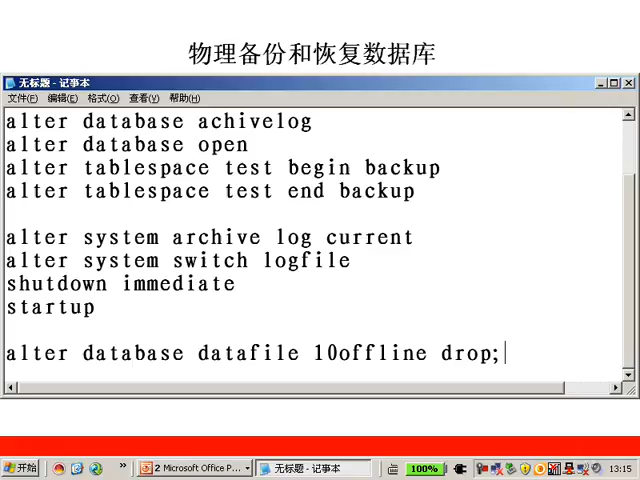 物理备份和恢复数据库
无标题 - 记事本
文件(F) 编辑(E) 格式(O) 查看(V) 帮助(H)
alter database achivelog
alter database open
alter tablespace test begin backup
alter tablespace test end backup
alter system archive log current
alter system switch logfile
shutdown immediate
startup
alter database datafile 10offline drop;
开始 » 2 Microsoft Office P... 无标题 - 记事本 100% 13:15